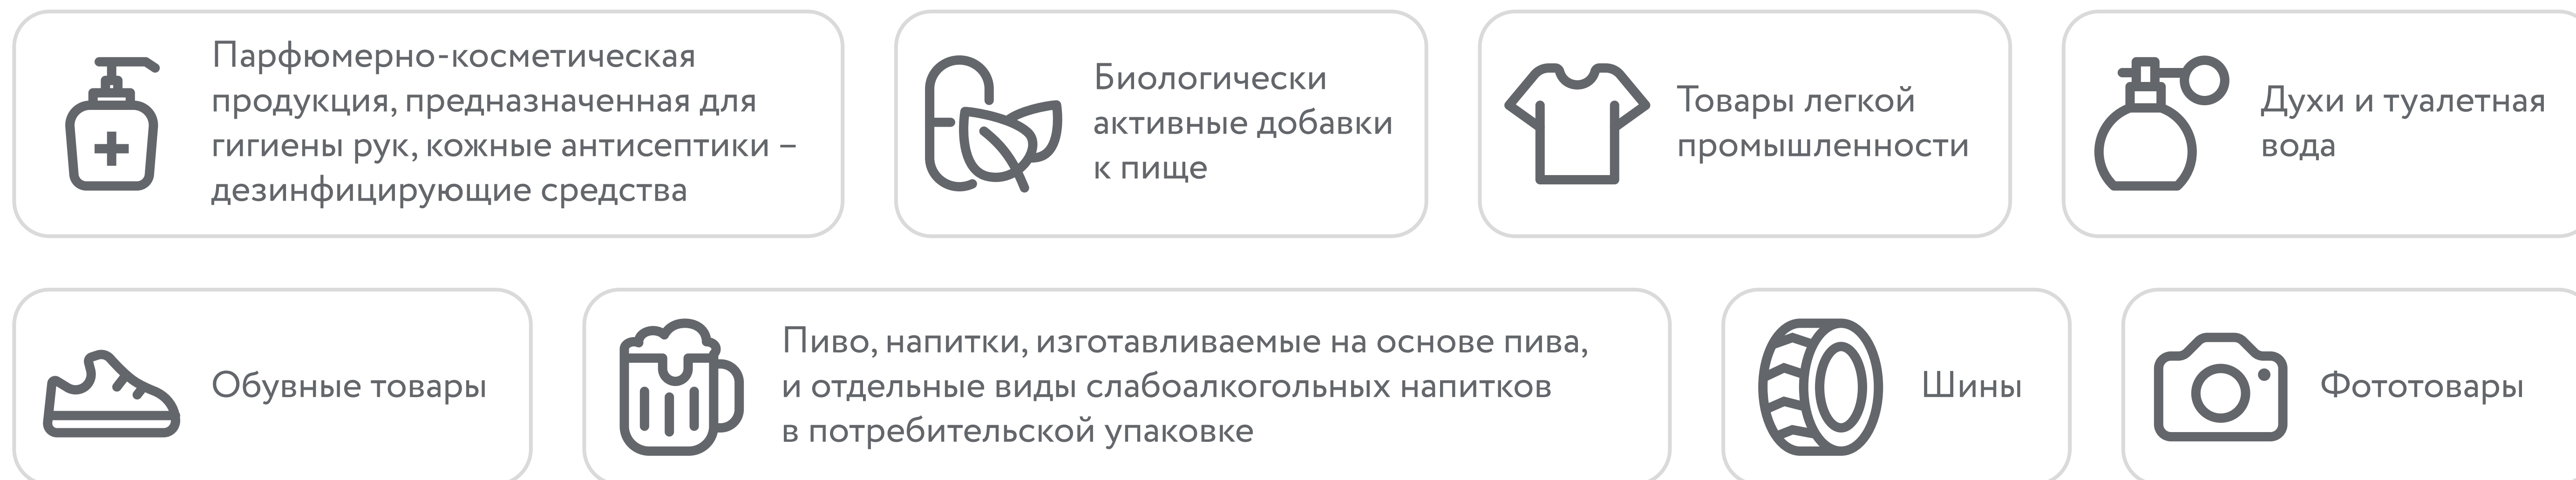 Парфюмерно-косметическая
продукция, предназначенная для
гигиены рук, кожные антисептики –
дезинфицирующие средства
Биологически
активные добавки
к пище
Товары легкой
промышленности
Духи и туалетная
вода
Обувные товары
Пиво, напитки, изготавливаемые на основе пива,
и отдельные виды слабоалкогольных напитков
в потребительской упаковке
Шины
Фототовары